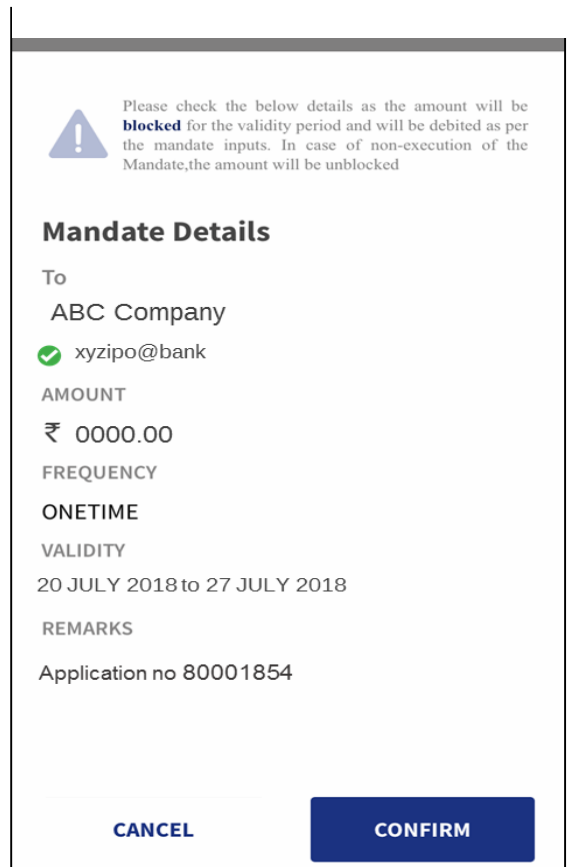 Please check the below details as the amount will be
blocked for the validity period and will be debited as per
the mandate inputs. In case of non-execution of the
Mandate,the amount will be unblocked
Mandate Details
To
ABC Company
xyzipo@bank
AMOUNT
₹ 0000.00
FREQUENCY
ONETIME
VALIDITY
20 JULY 2018 to 27 JULY 2018
REMARKS
Application no 80001854
CANCEL CONFIRM